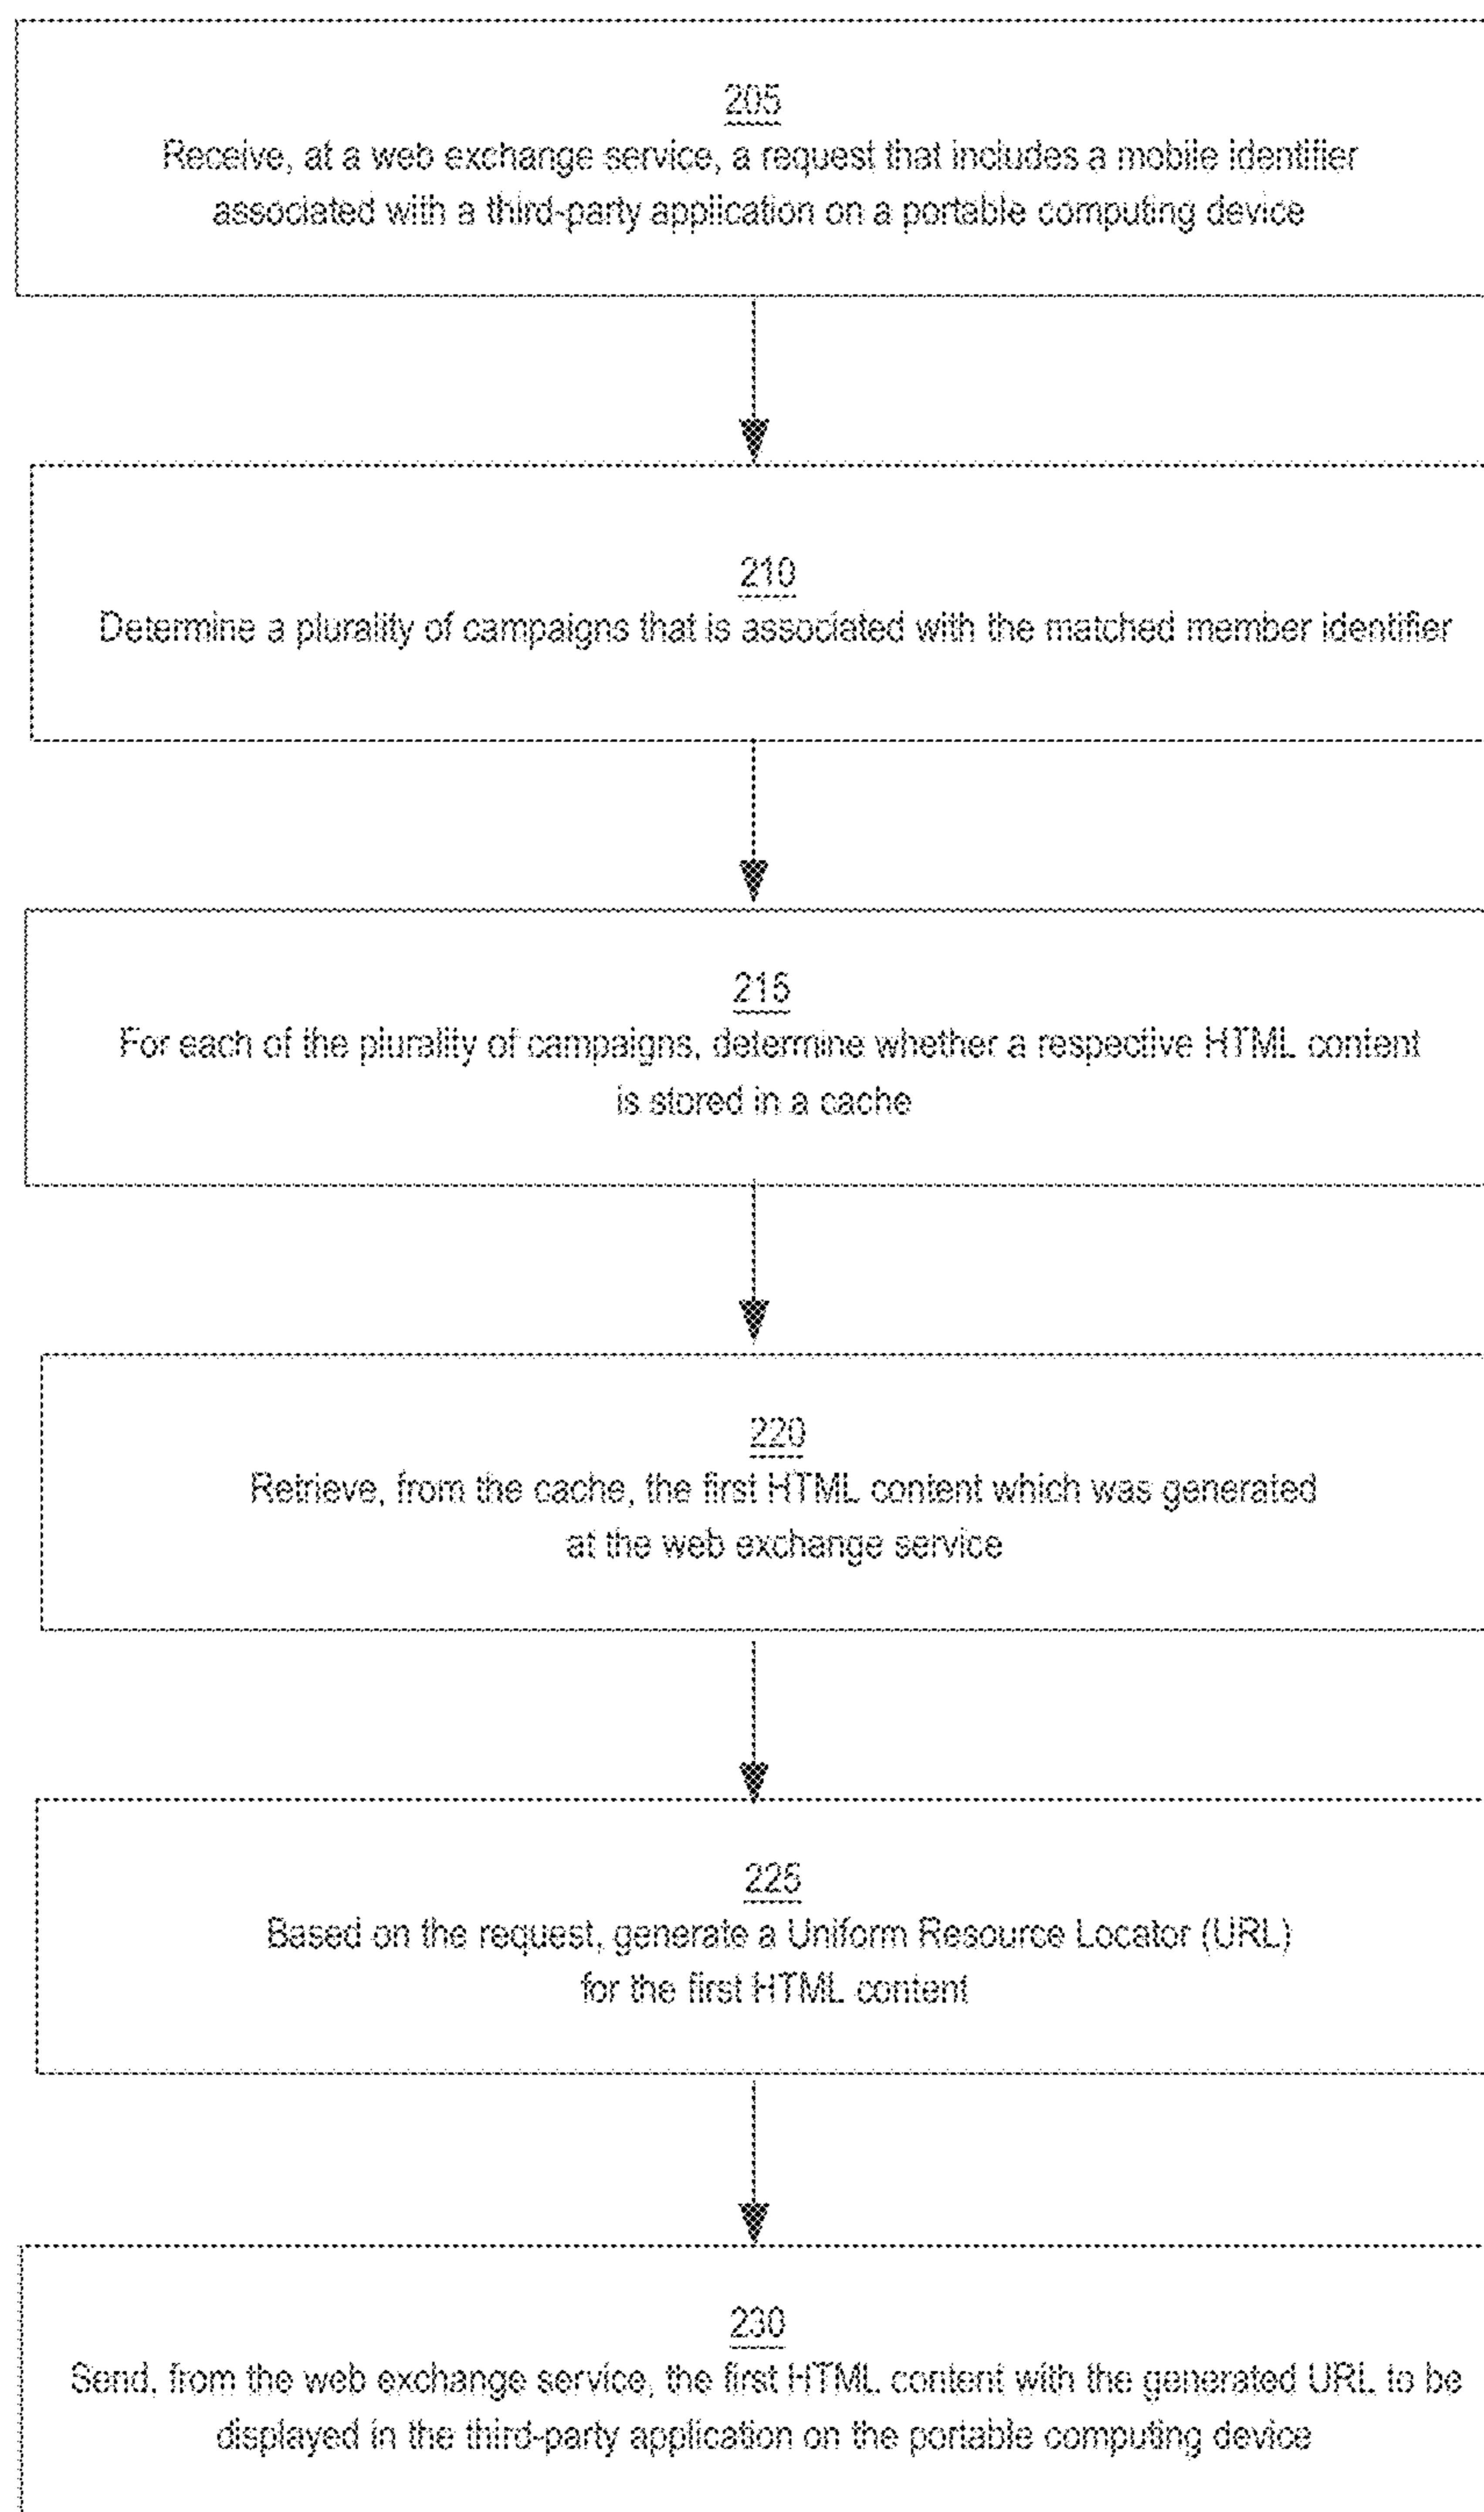 205
Receive, at a web exchange service, a request that includes a mobile identifier
associated with a third-party application on a portable computing device
210
Determine a plurality of campaigns that is associated with the matched member identifier
215
For each of the plurality of campaigns, determine whether a respective HTML content
is stored in a cache
220
Retrieve, from the cache, the first HTML content which was generated
at the web exchange service
225
Based on the request, generate a Uniform Resource Locator (URL)
for the first HTML content
230
Send, from the web exchange service, the first HTML content with the generated URL to be
displayed in the third-party application on the portable computing device